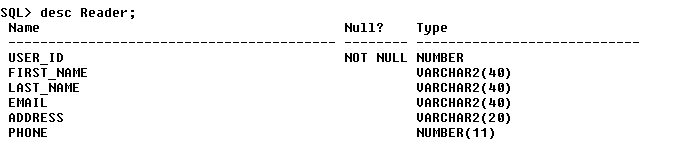 SQL> desc Reader;
Name Null? Type
----------------------------------------- -------- ----------------------------
USER_ID NOT NULL NUMBER
FIRST_NAME VARCHAR2(40)
LAST_NAME VARCHAR2(40)
EMAIL VARCHAR2(40)
ADDRESS VARCHAR2(20)
PHONE NUMBER(11)